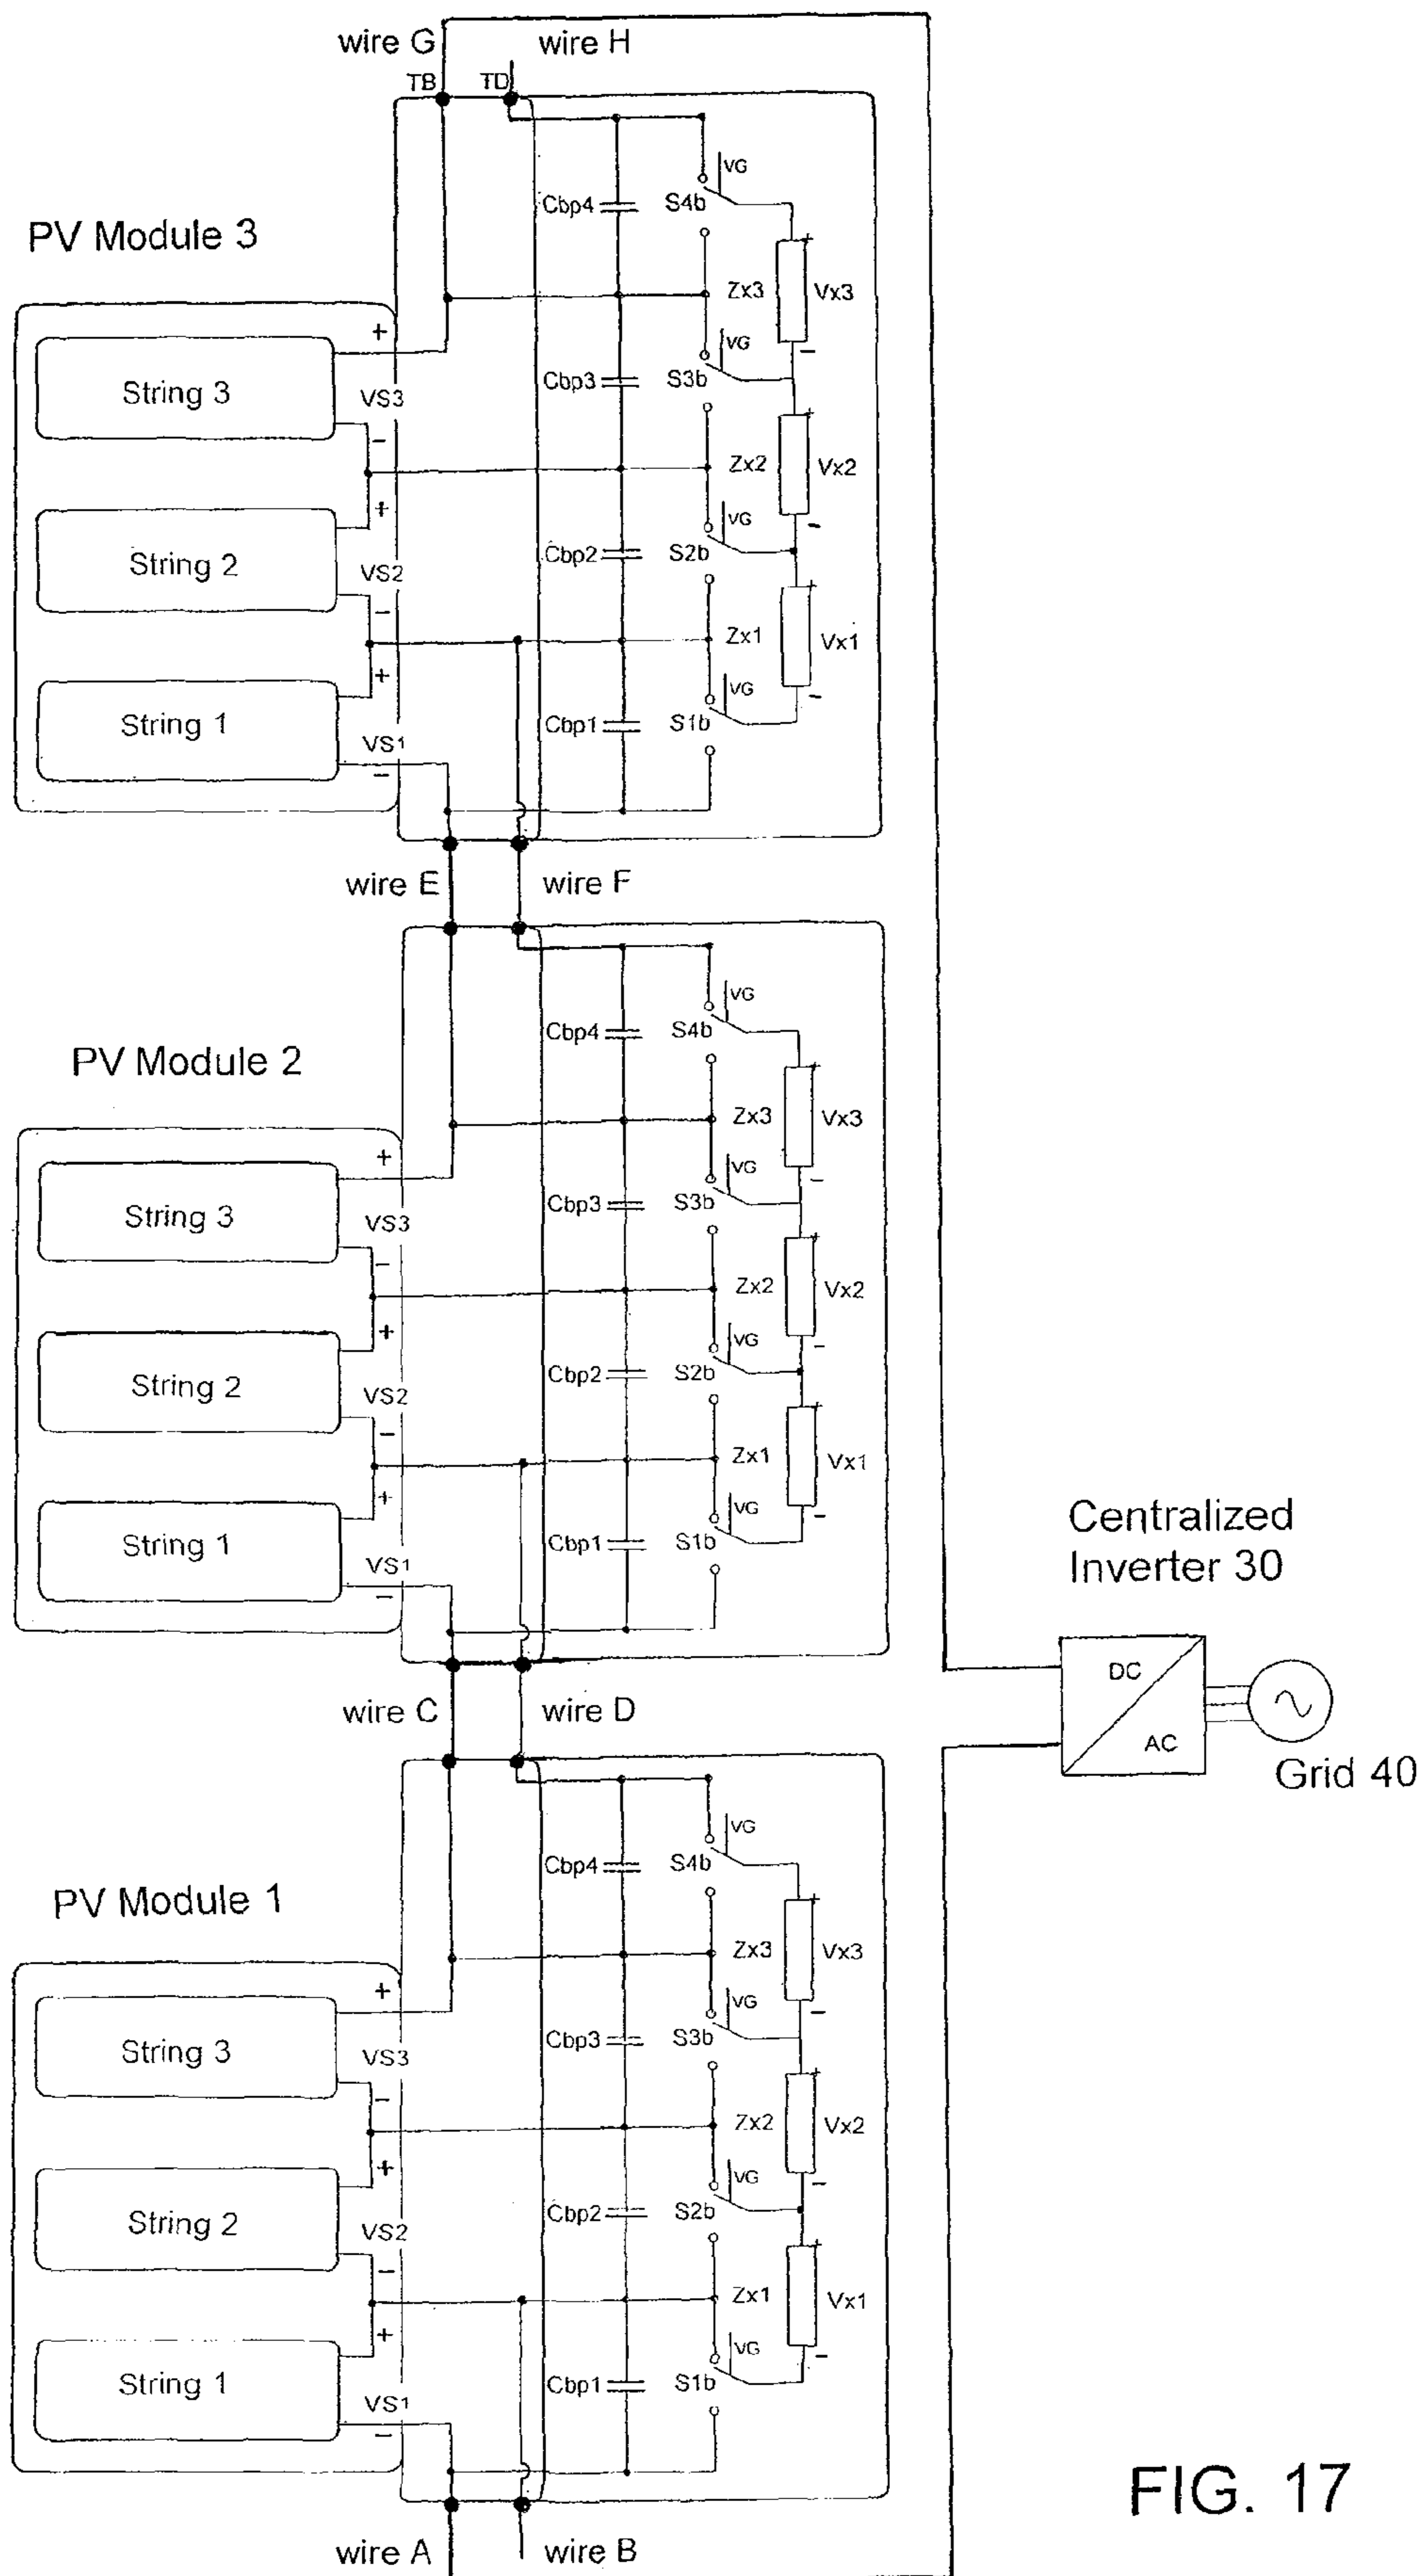 wire G
wire H
TB
TD
PV Module 3
VG
Cbp4
S4b
+
Zx3
Vx3
+
String 3
VS3
VG
−
Cbp3
S3b
+
−
Zx2
Vx2
+
VG
−
String 2
VS2
Cbp2
S2b
+
−
Zx1
Vx1
+
VG
−
String 1
VS1
Cbp1
S1b
−
wire E
wire F
PV Module 2
VG
Cbp4
S4b
+
Zx3
Vx3
+
VG
−
String 3
VS3
Cbp3
S3b
+
−
Zx2
Vx2
+
VG
−
String 2
VS2
Cbp2
S2b
+
−
Zx1
Vx1
+
VG
−
String 1
VS1
Cbp1
S1b
−
Centralized
Inverter 30
DC
AC
Grid 40
wire C
wire D
PV Module 1
VG
Cbp4
S4b
+
Zx3
Vx3
+
VG
−
String 3
VS3
Cbp3
S3b
+
−
Zx2
Vx2
+
VG
−
String 2
VS2
Cbp2
S2b
+
−
Zx1
Vx1
+
VG
−
String 1
VS1
Cbp1
S1b
−
wire A
wire B
FIG. 17